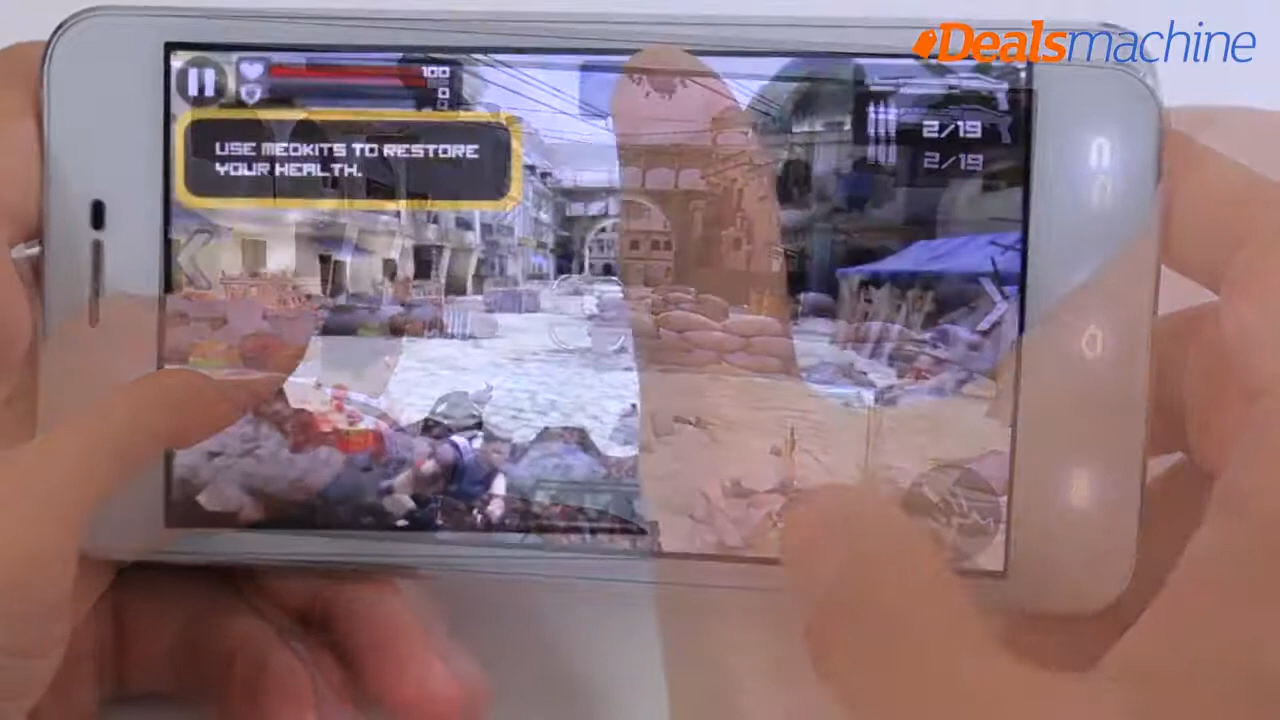 Dealsmachine
100
0
2/19
USE MEDKITS TO RESTORE
YOUR HEALTH.
2/19